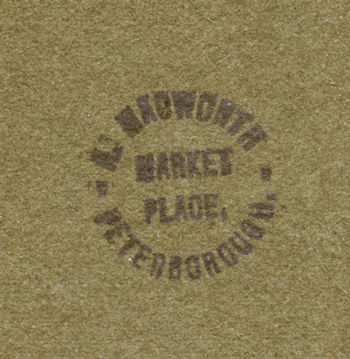 WADWORTH
MARKET
PLACE,
PETERBOROUGH.